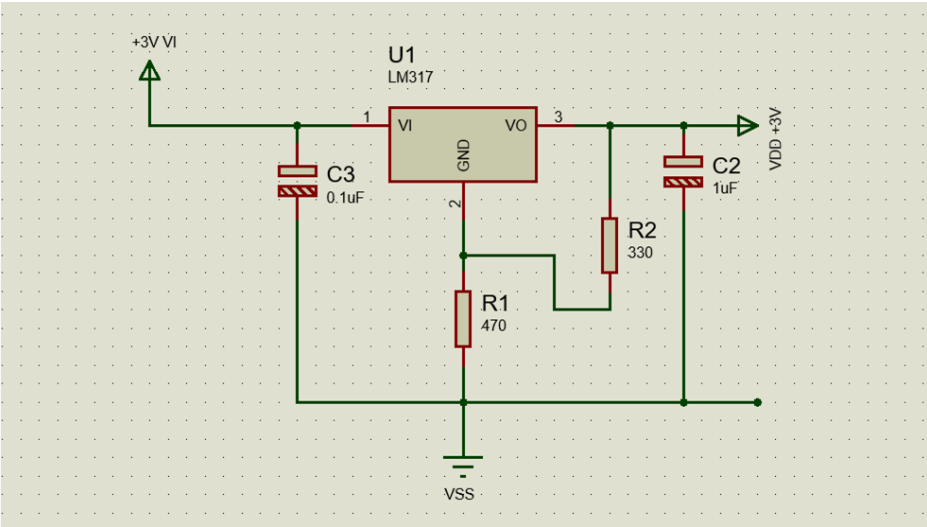 +3V VI
U1
LM317
1
VI
VO
3
GND
2
VDD +3V
C3
0.1uF
C2
1uF
R2
330
R1
470
VSS